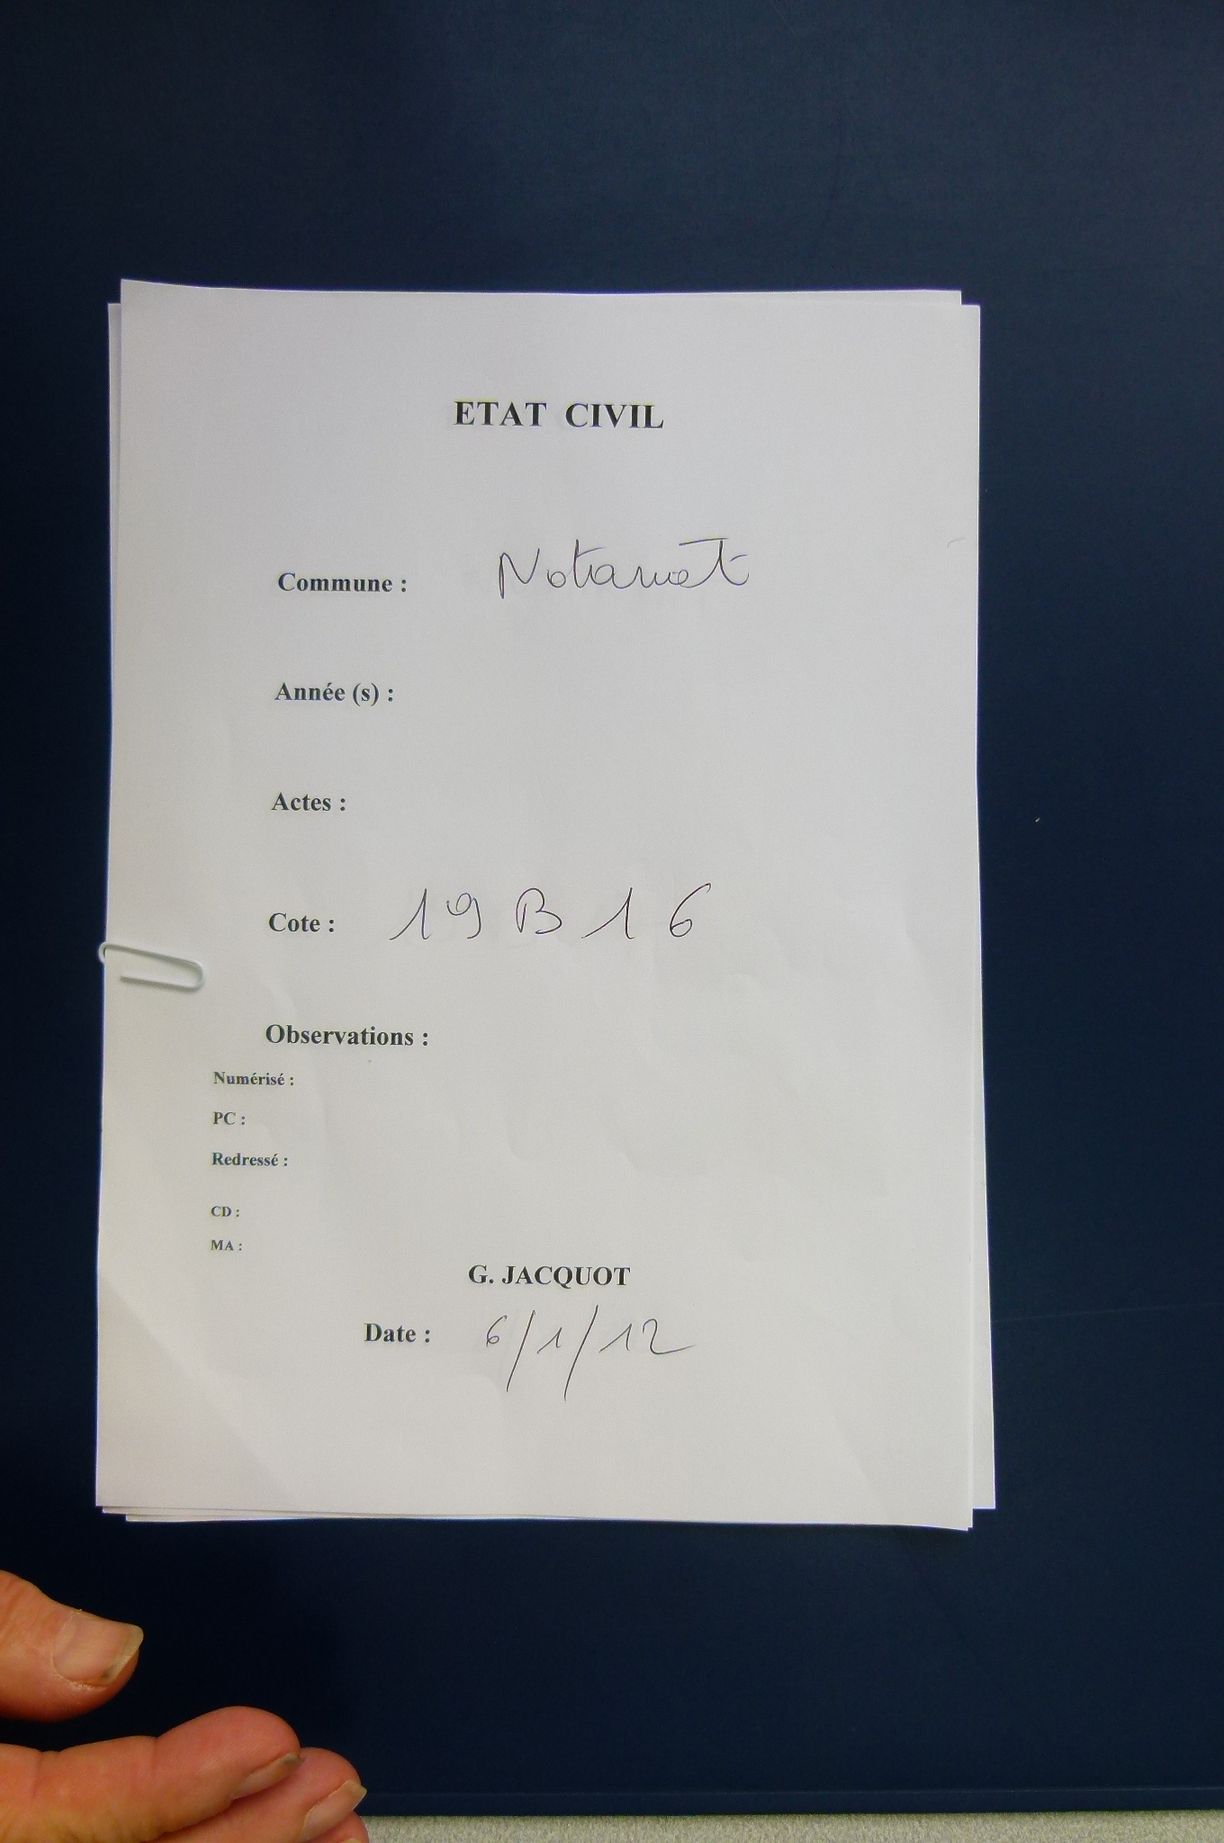 ETAT CIVIL
Commune : Notariat
Année (s) :
Actes :
Cote : 19 B 16
Observations :
Numérisé :
PC :
Redressé :
CD :
MA :
G. JACQUOT
Date : 6/1/12